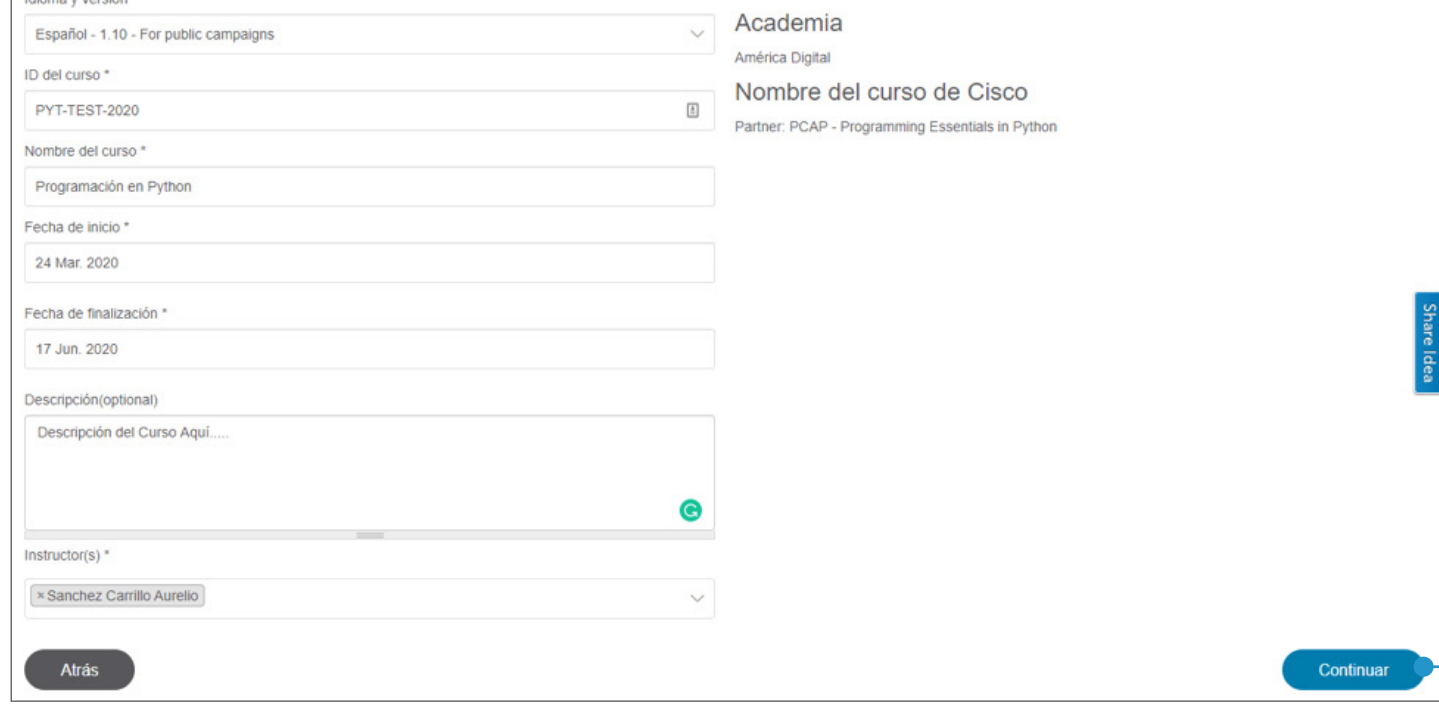 Idioma y versión
Español - 1.10 - For public campaigns
ID del curso *
PYT-TEST-2020
Nombre del curso *
Programación en Python
Fecha de inicio *
24 Mar. 2020
Fecha de finalización *
17 Jun. 2020
Descripción(optional)
Descripción del Curso Aquí.....
Instructor(s) *
× Sanchez Carrillo Aurelio
Atrás
Academia
América Digital
Nombre del curso de Cisco
Partner: PCAP - Programming Essentials in Python
Share Idea
Continuar